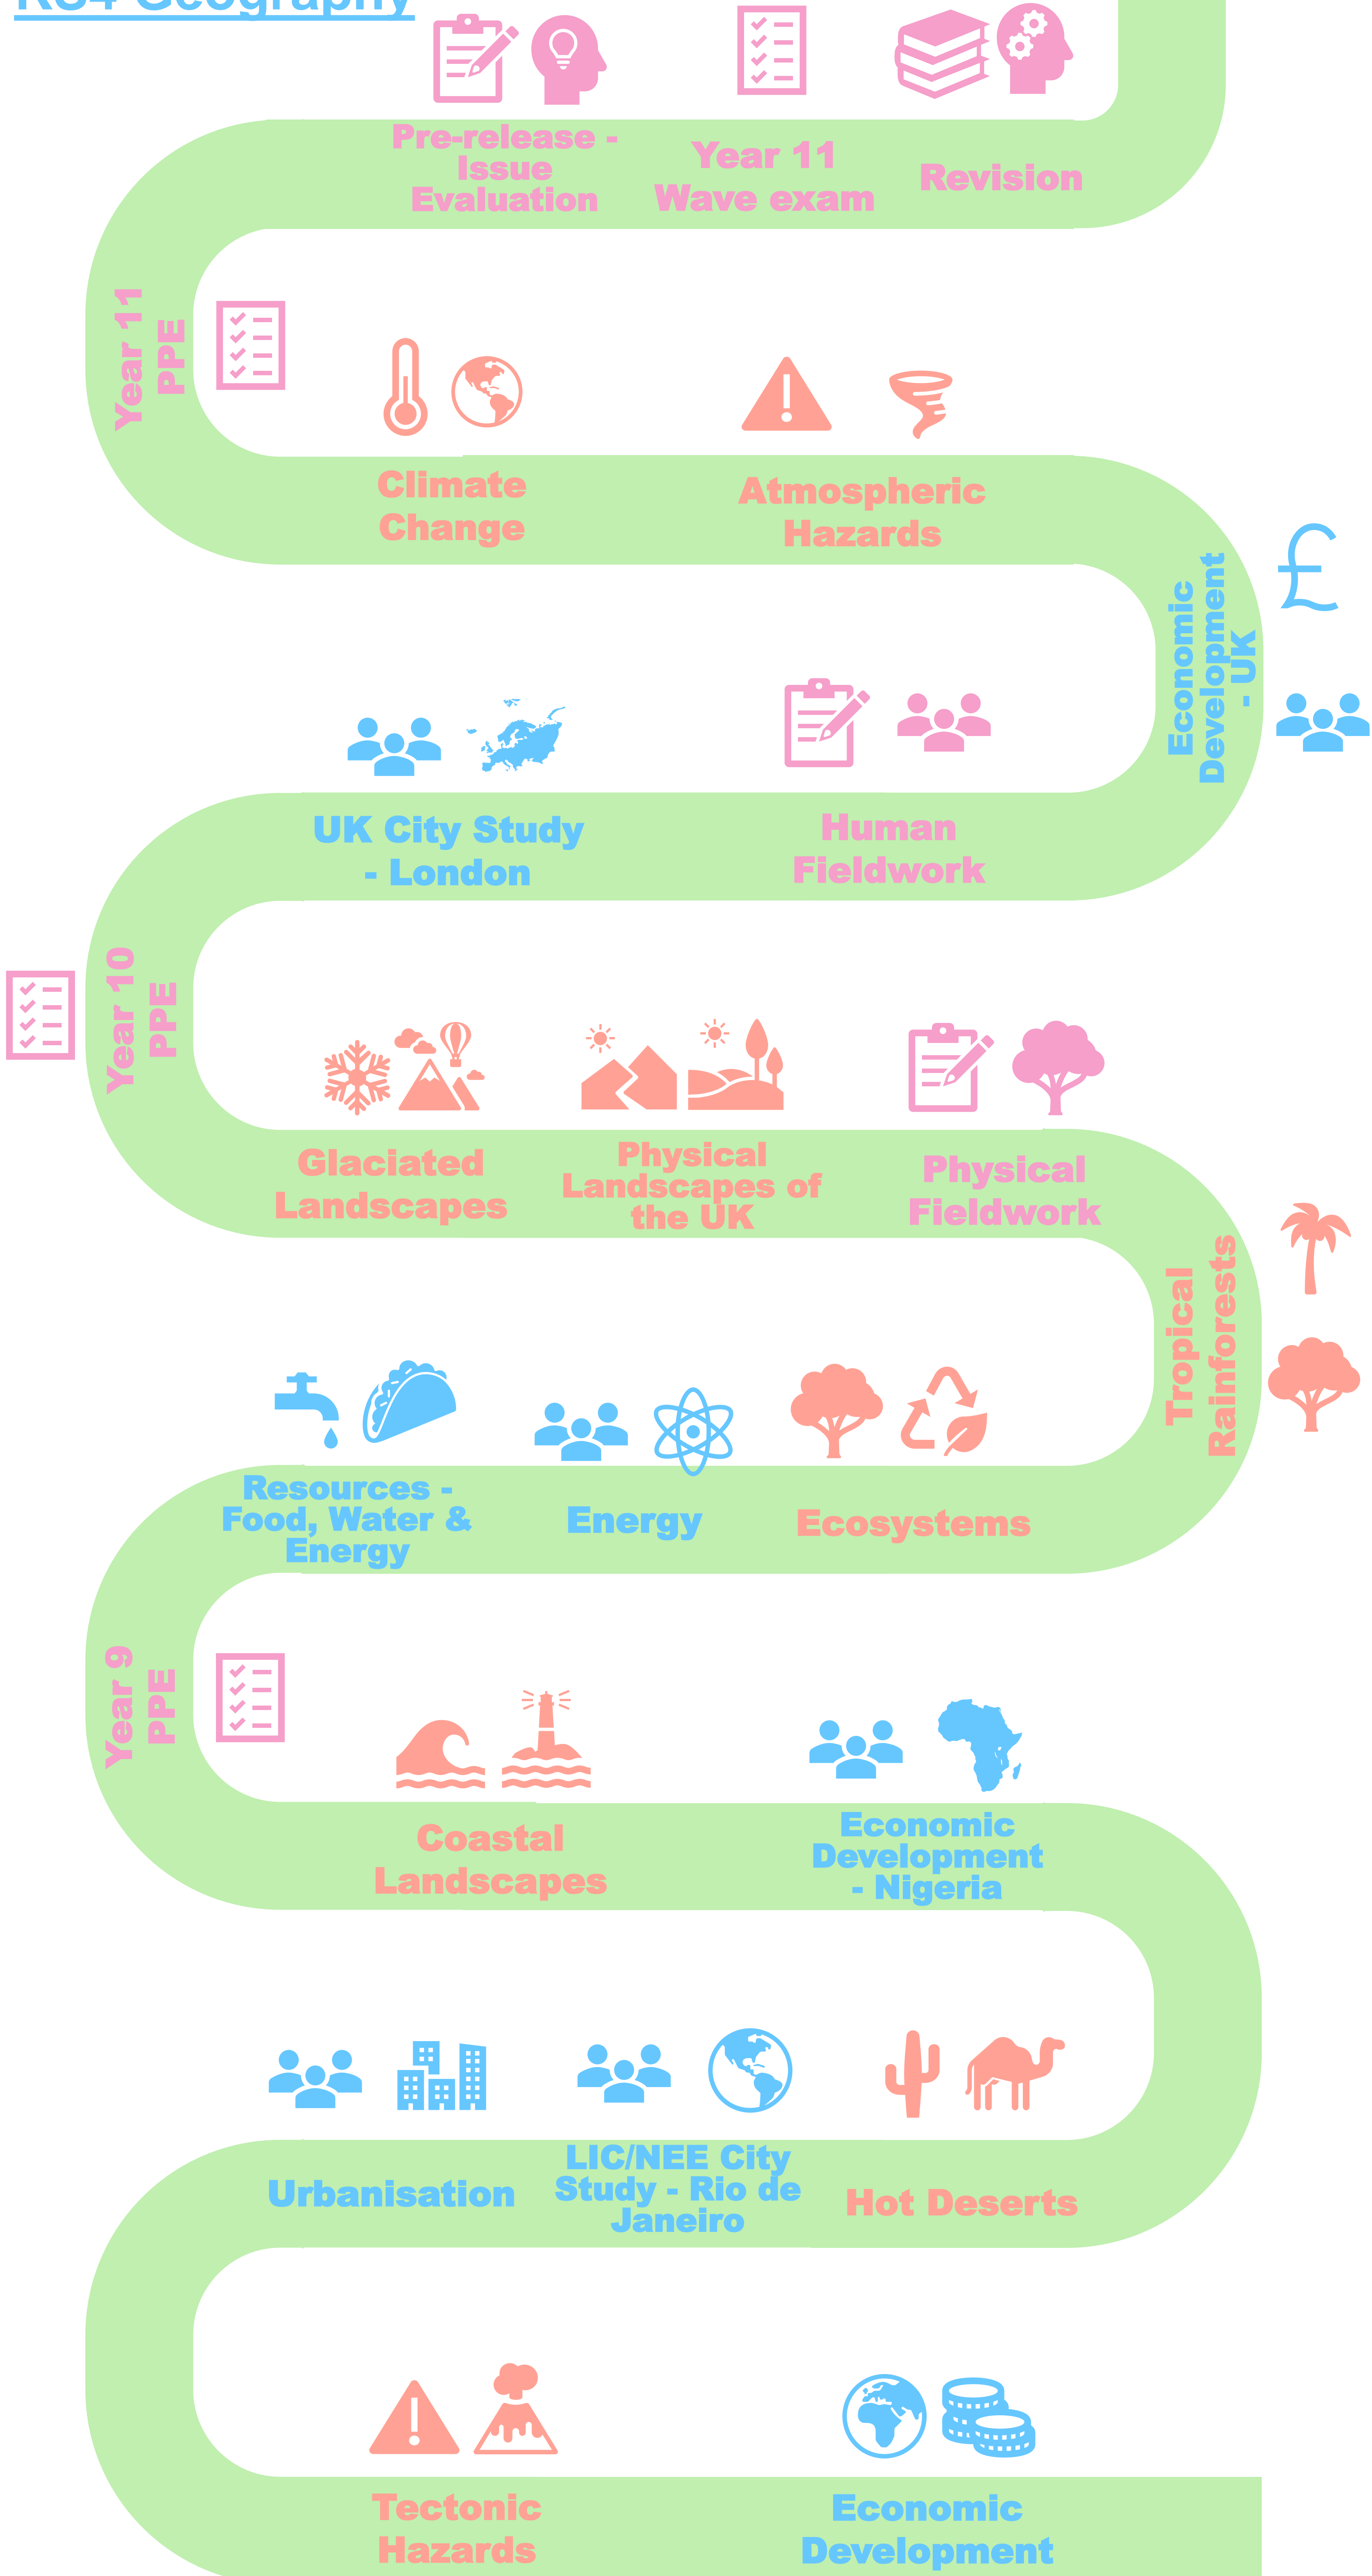 KS4 Geography
Pre-release -
Issue
Evaluation
Year 11
Wave exam
Revision
Year 11
PPE
Climate
Change
Atmospheric
Hazards
Economic
Development
- UK
UK City Study
- London
Human
Fieldwork
Year 10
PPE
Glaciated
Landscapes
Physical
Landscapes of
the UK
Physical
Fieldwork
Tropical
Rainforests
Resources -
Food, Water &
Energy
Energy
Ecosystems
Year 9
PPE
Coastal
Landscapes
Economic
Development
- Nigeria
Urbanisation
LIC/NEE City
Study - Rio de
Janeiro
Hot Deserts
Tectonic
Hazards
Economic
Development